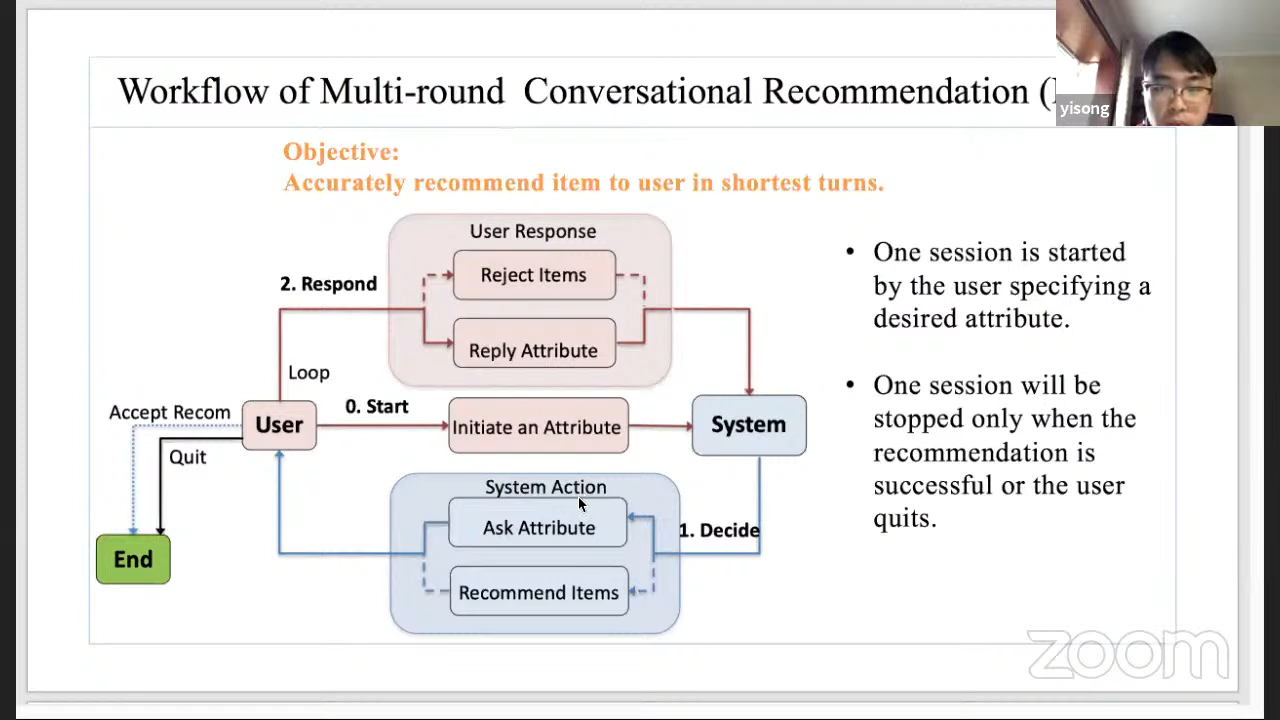 Workflow of Multi-round Conversational Recommendation (
yisong
Objective:
Accurately recommend item to user in shortest turns.
User Response
Reject Items
2. Respond
Reply Attribute
Loop
Accept Recom
0. Start
User
Initiate an Attribute
System
Quit
System Action
Ask Attribute
1. Decide
End
Recommend Items
• One session is started
by the user specifying a
desired attribute.
• One session will be
stopped only when the
recommendation is
successful or the user
quits.
zoom